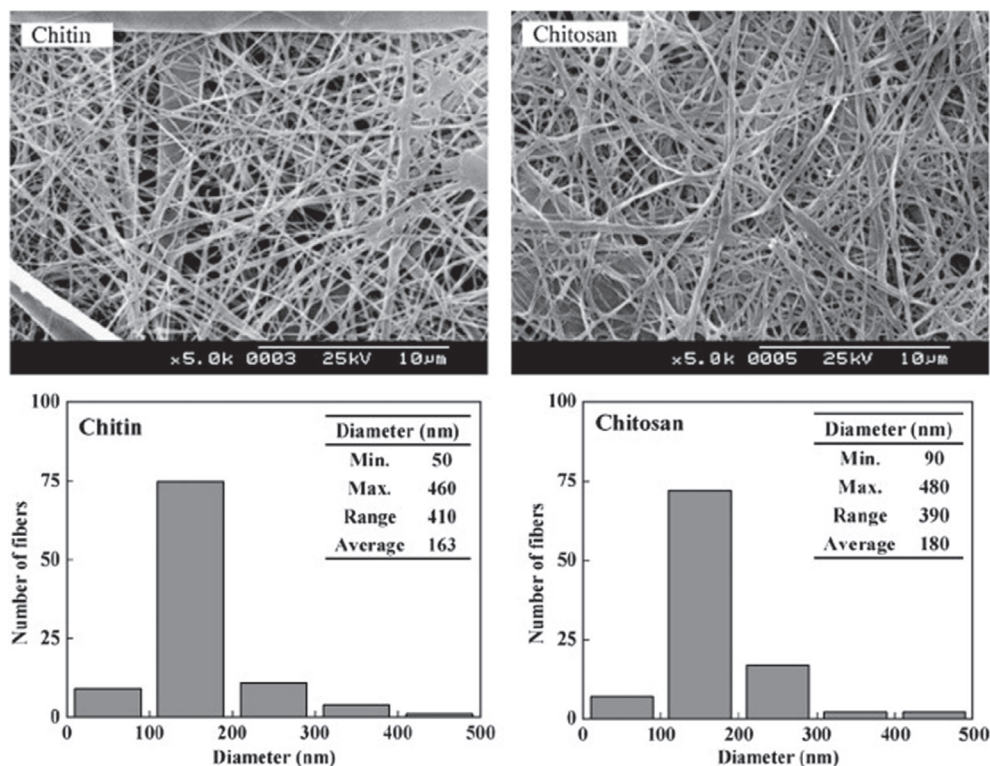 Chitin
Chitosan
×5.0k 0003 25kV 10µm
×5.0k 0005 25kV 10µm
100
75
50
25
0
Number of fibers
Chitin
Diameter (nm)
Min. 50
Max. 460
Range 410
Average 163
0 100 200 300 400 500
Diameter (nm)
100
75
50
25
0
Number of fibers
Chitosan
Diameter (nm)
Min. 90
Max. 480
Range 390
Average 180
0 100 200 300 400 500
Diameter (nm)